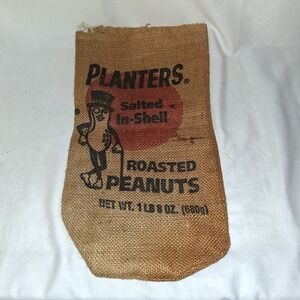 PLANTERS®
Salted
In-Shell
ROASTED
PEANUTS
NET WT. 1 LB 8 OZ. (680g)